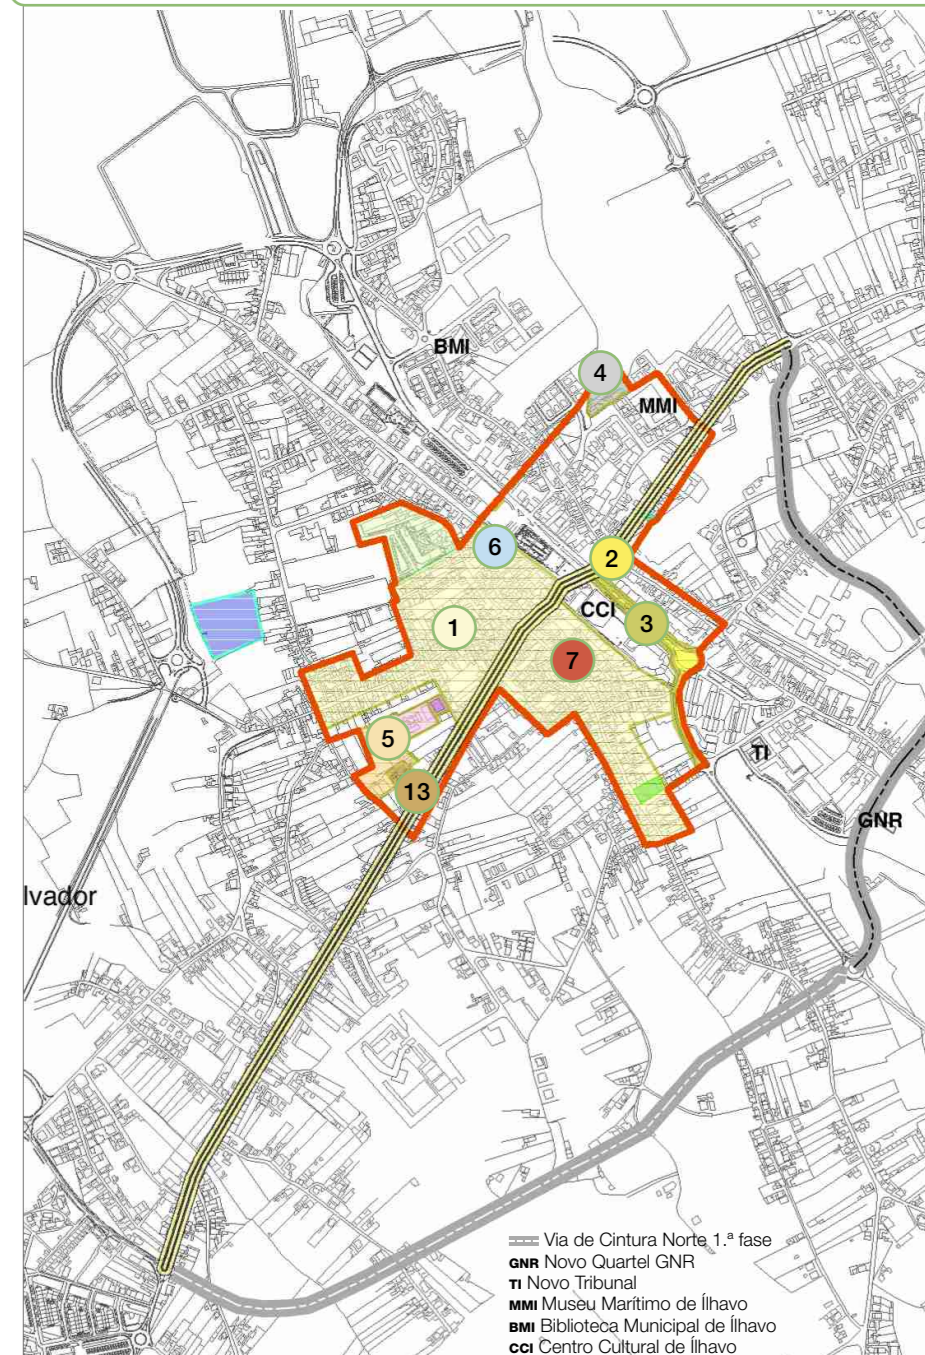 BMI
4
MMI
6
2
CCI
3
1
7
5
13
TI
GNR
lvador
Via de Cintura Norte 1.ª fase
GNR Novo Quartel GNR
TI Novo Tribunal
MMI Museu Marítimo de Ílhavo
BMI Biblioteca Municipal de Ílhavo
CCI Centro Cultural de Ílhavo